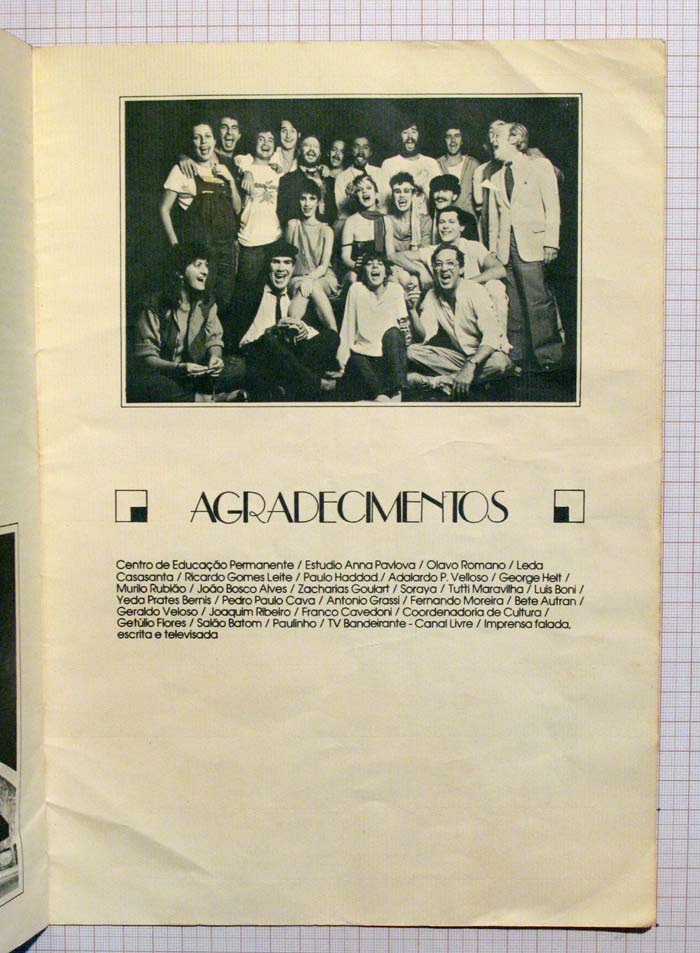 AGRADECIMENTOS
Centro de Educação Permanente / Estudio Anna Pavlova / Olavo Romano / Leda
Casasanta / Ricardo Gomes Leite / Paulo Haddad / Adalardo P. Velloso / George Helt /
Murilo Rubião / João Bosco Alves / Zacharias Goulart / Soraya / Tutti Maravilha / Luis Boni /
Yeda Prates Bernis / Pedro Paulo Cava / Antonio Grassi / Fernando Moreira / Bete Autran /
Geraldo Veloso / Joaquim Ribeiro / Franco Cavedoni / Coordenadoria de Cultura /
Getúlio Flores / Salão Batom / Paulinho / TV Bandeirante - Canal Livre / Imprensa falada,
escrita e televisada